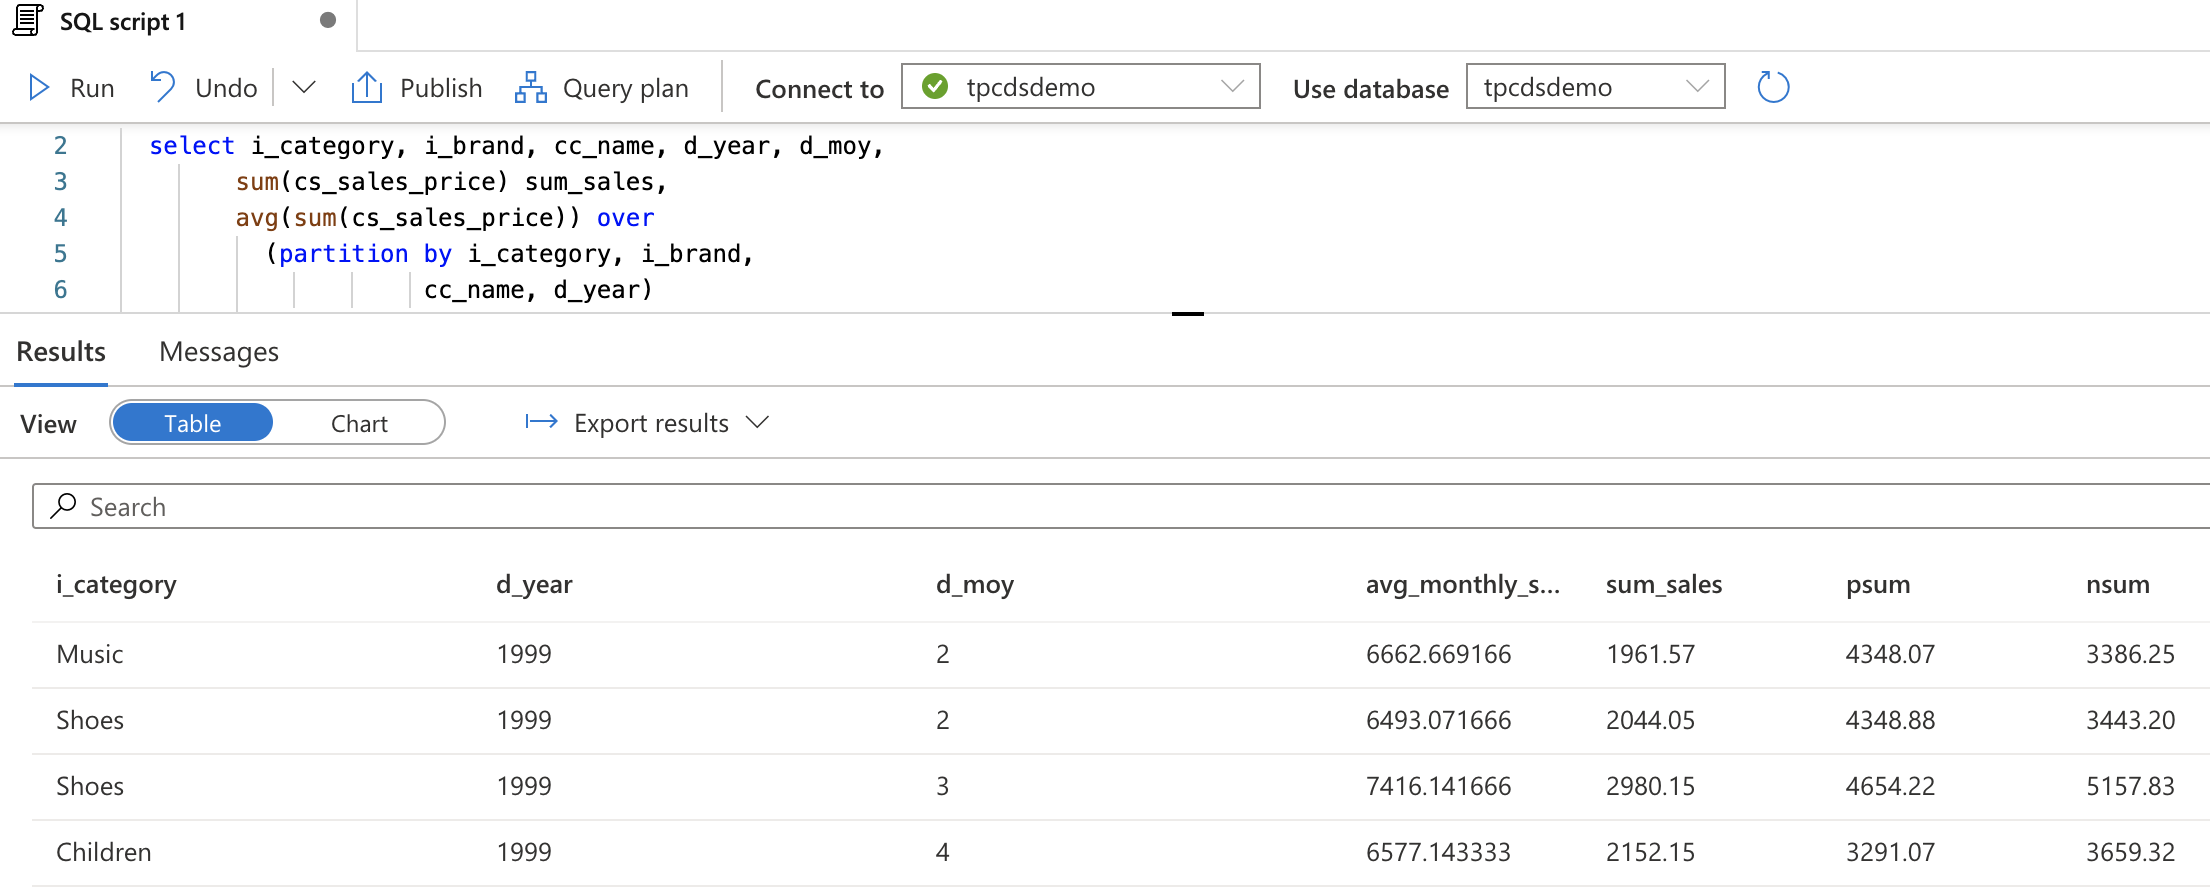 SQL script 1
Run Undo Publish Query plan Connect to tpcdsdemo Use database tpcdsdemo
2 select i_category, i_brand, cc_name, d_year, d_moy,
3 sum(cs_sales_price) sum_sales,
4 avg(sum(cs_sales_price)) over
5 (partition by i_category, i_brand,
6 cc_name, d_year)
Results Messages
View Table Chart Export results
Search
i_category d_year d_moy avg_monthly_s... sum_sales psum nsum
Music 1999 2 6662.669166 1961.57 4348.07 3386.25
Shoes 1999 2 6493.071666 2044.05 4348.88 3443.20
Shoes 1999 3 7416.141666 2980.15 4654.22 5157.83
Children 1999 4 6577.143333 2152.15 3291.07 3659.32